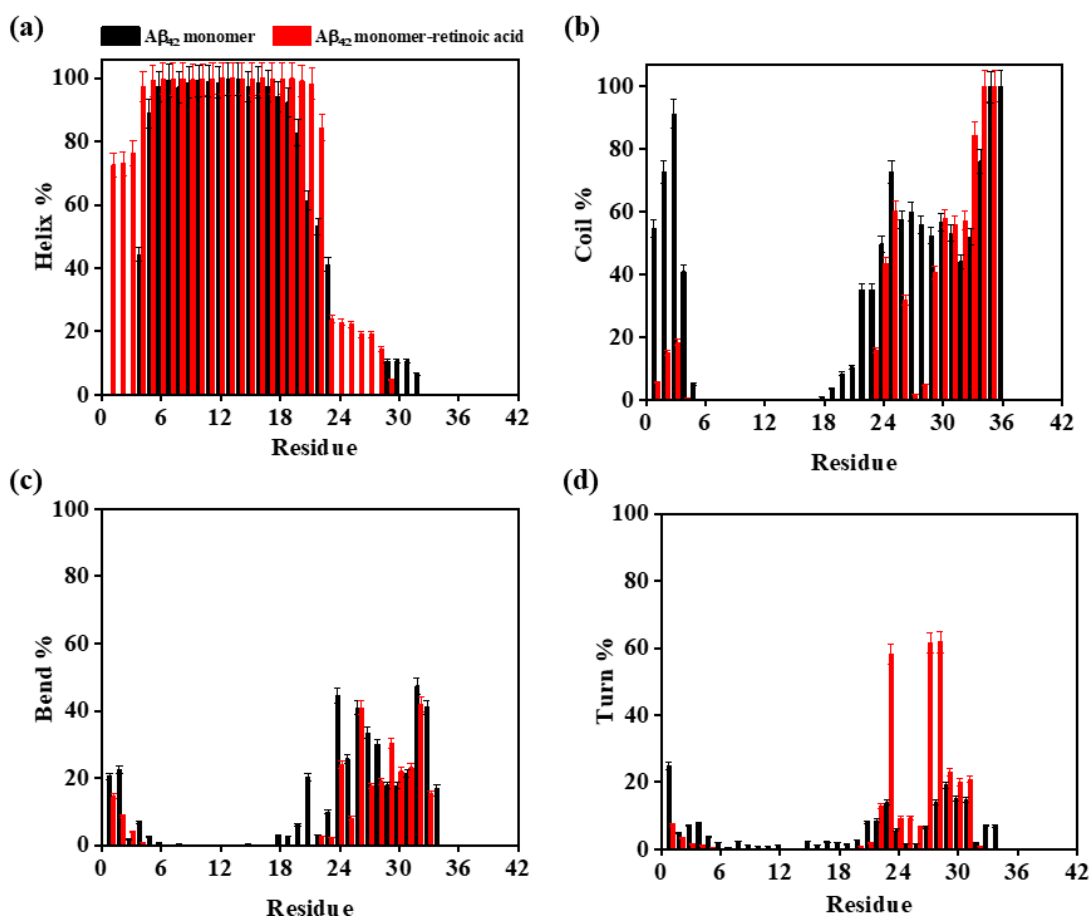 (a)
Aβ42 monomer
Aβ42 monomer-retinoic acid
(b)
Helix %
100
80
60
40
20
0
0 6 12 18 24 30 36 42
Residue
Coil %
100
80
60
40
20
0
0 6 12 18 24 30 36 42
Residue
(c)
(d)
Bend %
100
80
60
40
20
0
0 6 12 18 24 30 36 42
Residue
Turn %
100
80
60
40
20
0
0 6 12 18 24 30 36 42
Residue